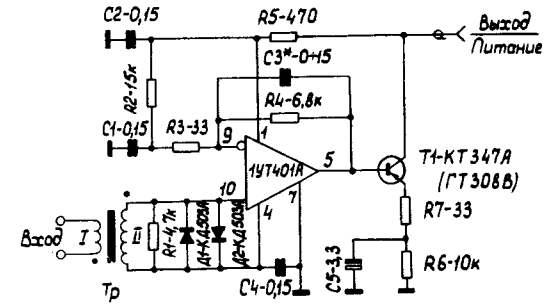 C2-0,15
R5-470
Выход
Питание
C3*-0÷15
R2-15к
R4-6,8к
C1-0,15
R3-33
9
1
1УТ401А
5
T1-КТ347А
(ГТ308В)
10
4
7
R7-33
Вход
I
II
R1-4,7к
Д1-КД503А
Д2-КД503А
C4-0,15
C5-3,3
R6-10к
Тр